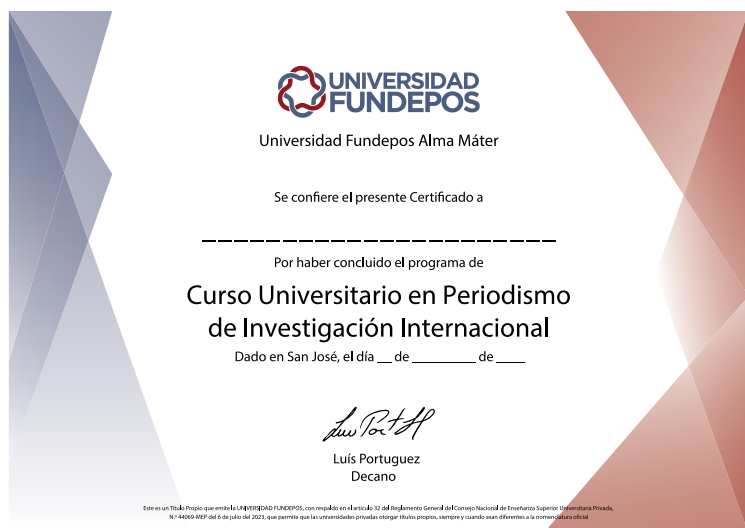 UNIVERSIDAD
FUNDEPOS
Universidad Fundepos Alma Máter
Se confiere el presente Certificado a
______________________
Por haber concluido el programa de
Curso Universitario en Periodismo
de Investigación Internacional
Dado en San José, el día __ de _________ de ____
Luís Portuguez
Decano
Este es un Título Propio que emite la UNIVERSIDAD FUNDEPOS, con respaldo en el artículo 32 del Reglamento General del Consejo Nacional de Enseñanza Superior Universitaria Privada,
N.º 44069-MEP del 6 de julio del 2023, que permite que las universidades privadas otorgar títulos propios, siempre y cuando sean diferentes a la nomenclatura oficial